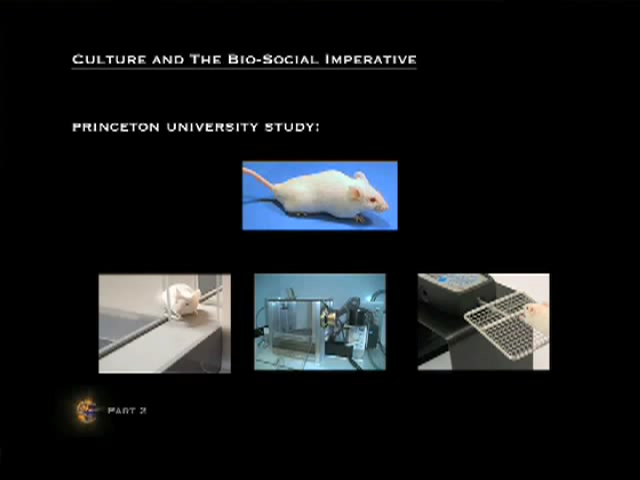 Culture and The Bio-Social Imperative
Princeton University Study:
Part 2